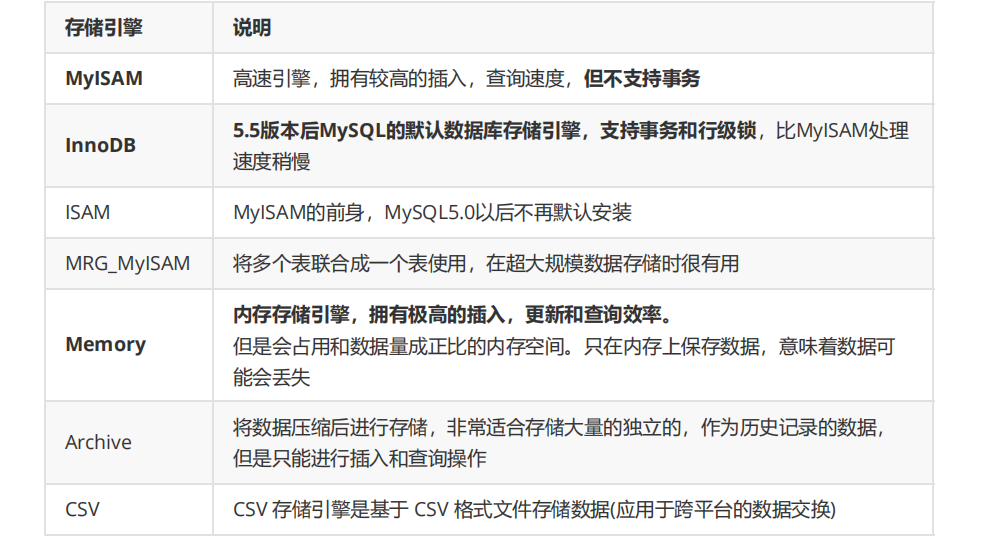 存储引擎 说明
MyISAM 高速引擎，拥有较高的插入，查询速度，但不支持事务
InnoDB 5.5版本后MySQL的默认数据库存储引擎，支持事务和行级锁，比MyISAM处理
速度稍慢
ISAM MyISAM的前身，MySQL5.0以后不再默认安装
MRG_MyISAM 将多个表联合成一个表使用，在超大规模数据存储时很有用
Memory 内存存储引擎，拥有极高的插入，更新和查询效率。
但是会占用和数据量成正比的内存空间。只在内存上保存数据，意味着数据可
能会丢失
Archive 将数据压缩后进行存储，非常适合存储大量的独立的，作为历史记录的数据，
但是只能进行插入和查询操作
CSV CSV 存储引擎是基于 CSV 格式文件存储数据(应用于跨平台的数据交换)